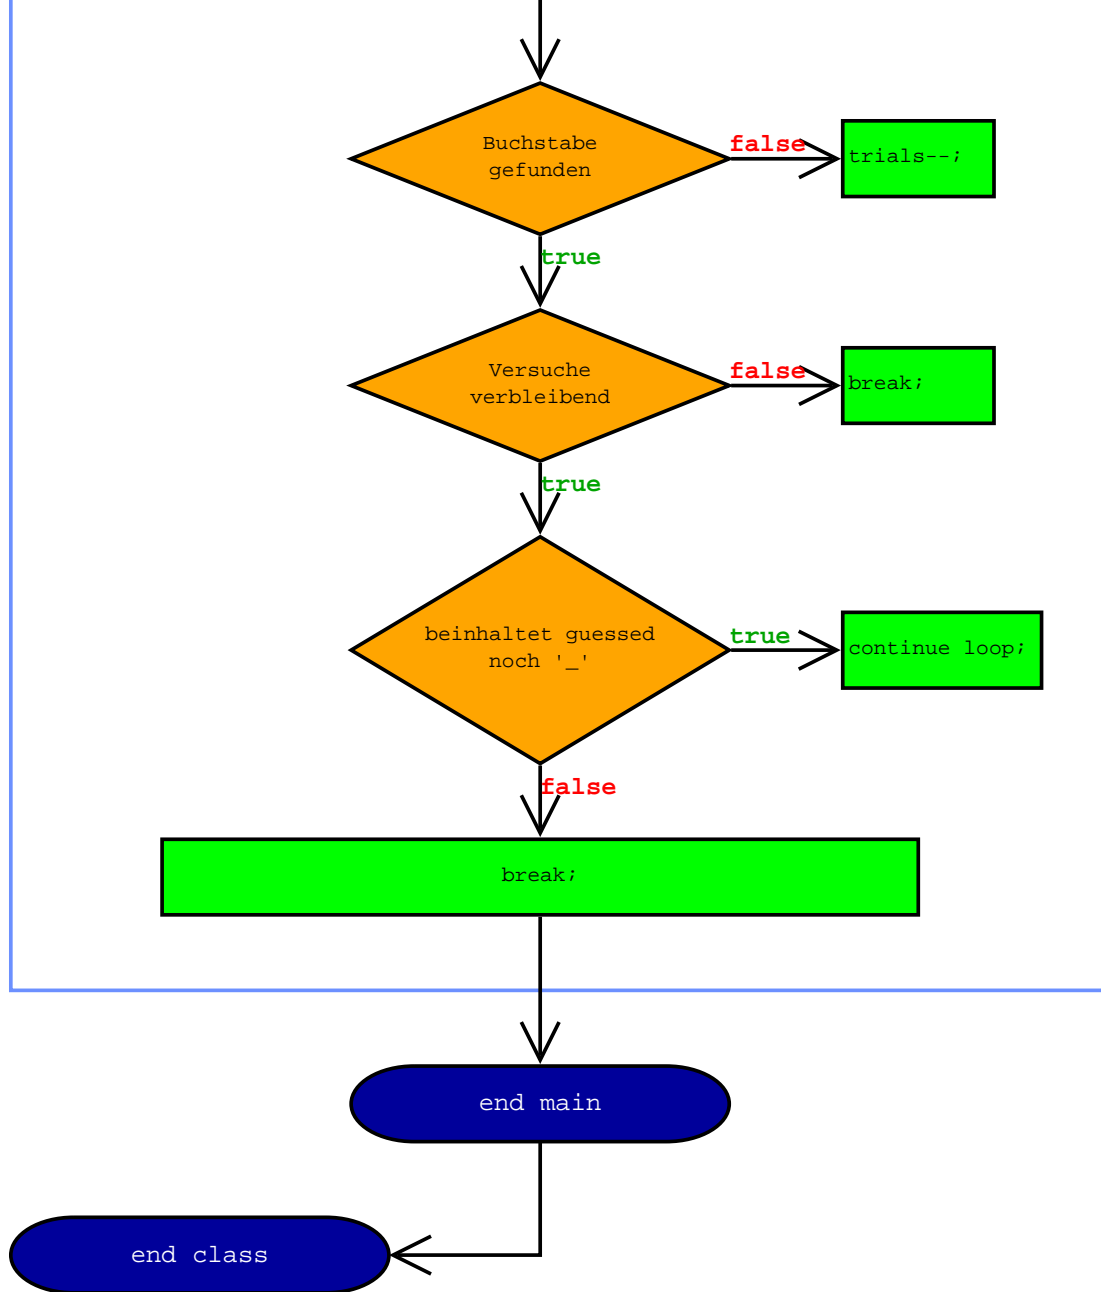 Buchstabe
gefunden
false
trials--;
true
Versuche
verbleibend
false
break;
true
beinhaltet guessed
noch '_'
true
continue loop;
false
break;
end main
end class